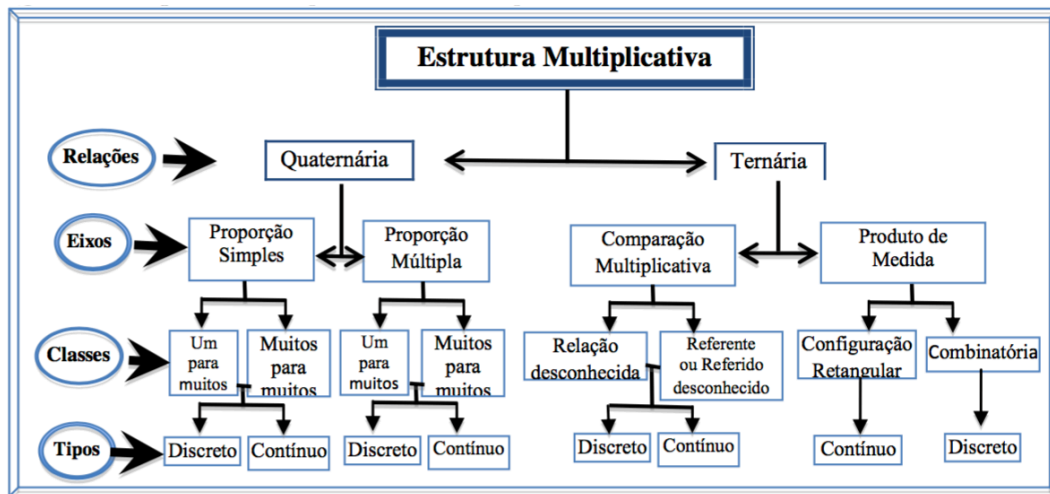 Estrutura Multiplicativa
Relações
Quaternária
Ternária
Eixos
Proporção
Simples
Proporção
Múltipla
Comparação
Multiplicativa
Produto de
Medida
Classes
Um
para
muitos
Muitos
para
muitos
Um
para
muitos
Muitos
para
muitos
Relação
desconhecida
Referente
ou Referido
desconhecido
Configuração
Retangular
Combinatória
Tipos
Discreto
Contínuo
Discreto
Contínuo
Discreto
Contínuo
Contínuo
Discreto